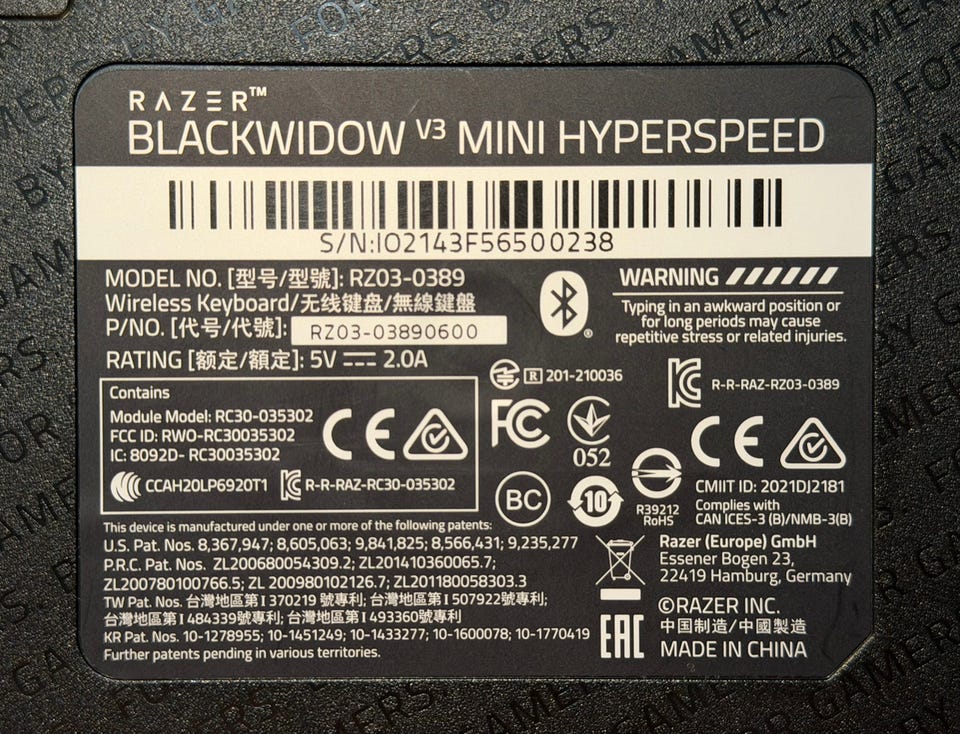 RAZER™
BLACKWIDOW V3 MINI HYPERSPEED
S/N:IO2143F56500238
MODEL NO. [型号/型號]: RZ03-0389
Wireless Keyboard/无线键盘/無線鍵盤
P/NO. [代号/代號]: RZ03-03890600
RATING [额定/額定]: 5V ⎓ 2.0A
WARNING
Typing in an awkward position or
for long periods may cause
repetitive stress or related injuries.
Contains
Module Model: RC30-035302
FCC ID: RWO-RC30035302
IC: 8092D- RC30035302
CE
CCAH20LP6920T1
R-R-RAZ-RC30-035302
R 201-210036
FC
052
BC
10
R39212
RoHS
R-R-RAZ-RZ03-0389
CE
CMIIT ID: 2021DJ2181
Complies with
CAN ICES-3 (B)/NMB-3(B)
This device is manufactured under one or more of the following patents:
U.S. Pat. Nos. 8,367,947; 8,605,063; 9,841,825; 8,566,431; 9,235,277
P.R.C. Pat. Nos. ZL200680054309.2; ZL201410360065.7;
ZL200780100766.5; ZL 200980102126.7; ZL201180058303.3
TW Pat. Nos. 台灣地區第I 370219 號專利; 台灣地區第I 507922號專利;
台灣地區第I 484339號專利; 台灣地區第I 493360號專利
KR Pat. Nos. 10-1278955; 10-1451249; 10-1433277; 10-1600078; 10-1770419
Further patents pending in various territories.
Razer (Europe) GmbH
Essener Bogen 23,
22419 Hamburg, Germany
EAC
©RAZER INC.
中国制造/中國製造
MADE IN CHINA
FOR GAMERS. BY GAMERS.